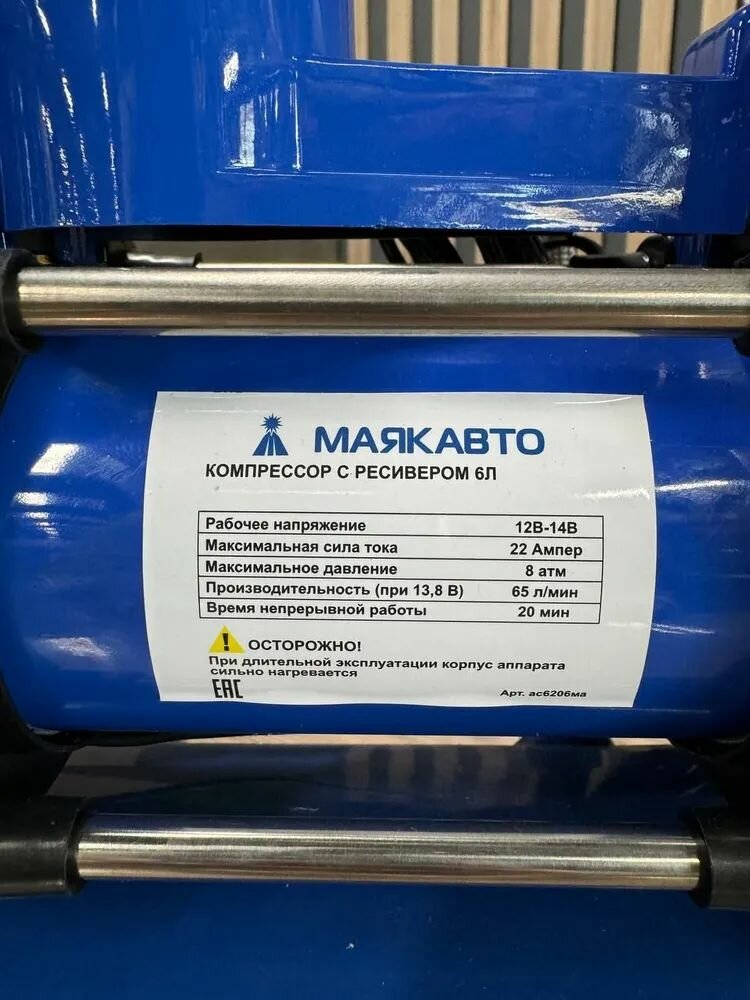 МАЯКАВТО
КОМПРЕССОР С РЕСИВЕРОМ 6Л
Рабочее напряжение 12В-14В
Максимальная сила тока 22 Ампер
Максимальное давление 8 атм
Производительность (при 13,8 В) 65 л/мин
Время непрерывной работы 20 мин
ОСТОРОЖНО!
При длительной эксплуатации корпус аппарата
сильно нагревается
EAC Арт. ас6206ма